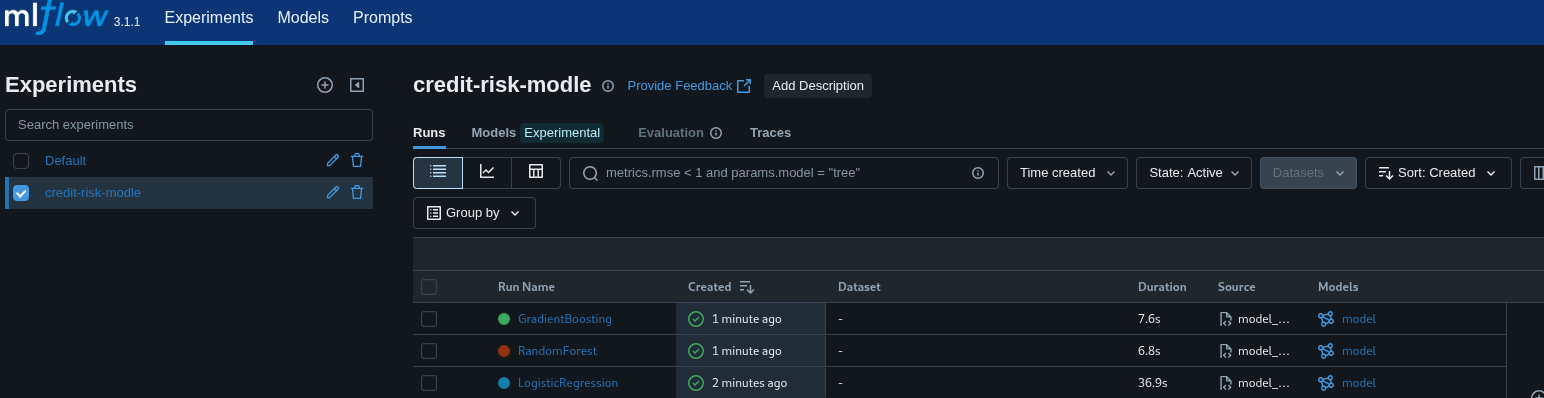 mlflow 3.1.1 Experiments Models Prompts
Experiments
Search experiments
Default
credit-risk-modle
credit-risk-modle Provide Feedback Add Description
Runs Models Experimental Evaluation Traces
metrics.rmse < 1 and params.model = "tree" Time created State: Active Datasets Sort: Created
Group by
Run Name Created Dataset Duration Source Models
GradientBoosting 1 minute ago - 7.6s model_... model
RandomForest 1 minute ago - 6.8s model_... model
LogisticRegression 2 minutes ago - 36.9s model_... model